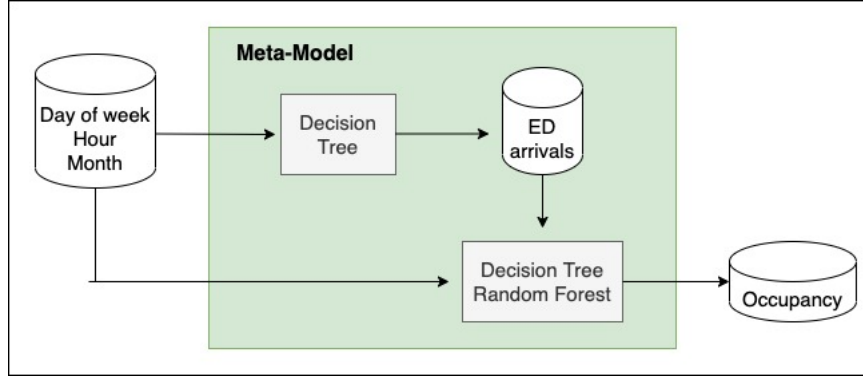 Meta-Model
Day of week
Hour
Month
Decision
Tree
ED
arrivals
Decision Tree
Random Forest
Occupancy